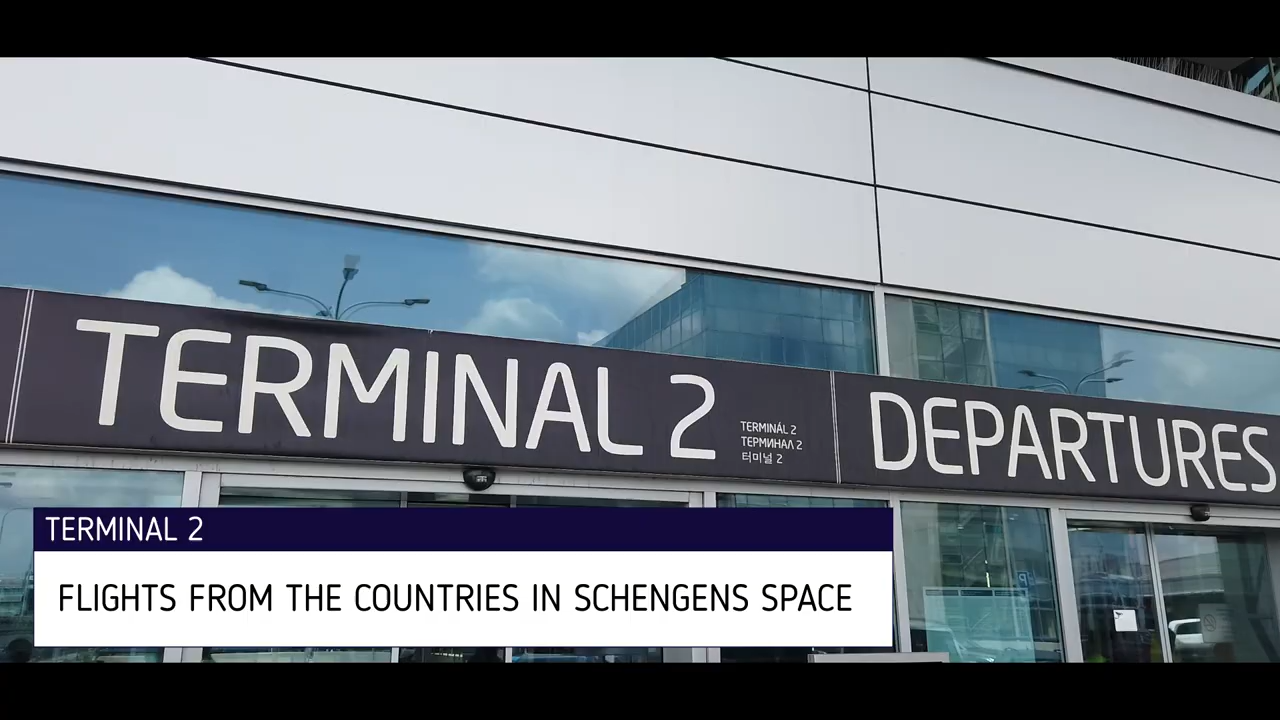 TERMINAL 2
TERMINÁL 2
ТЕРМИНАЛ 2
터미널 2
DEPARTURES
TERMINAL 2
FLIGHTS FROM THE COUNTRIES IN SCHENGENS SPACE